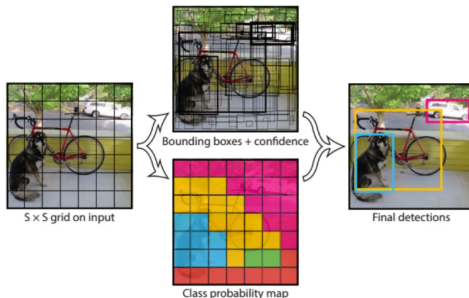 Bounding boxes + confidence
S × S grid on input
Final detections
Class probability map